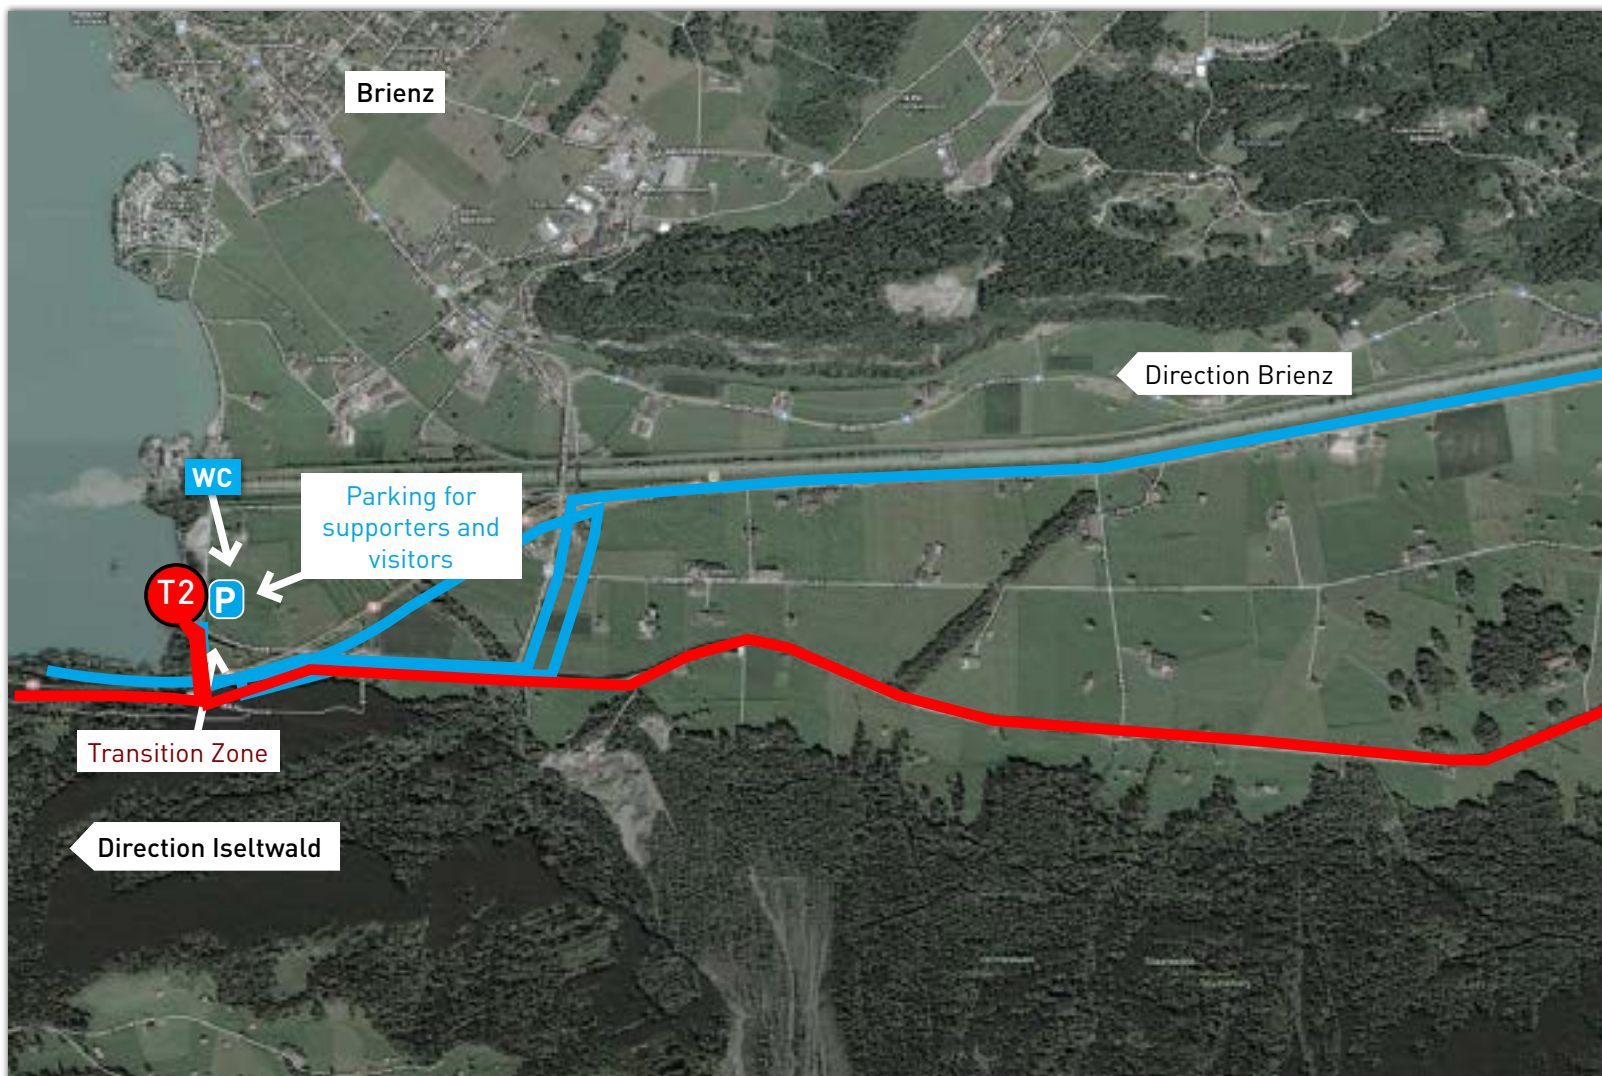 Brienz
Direction Brienz
WC
Parking for
supporters and
visitors
T2
P
Transition Zone
Direction Iseltwald